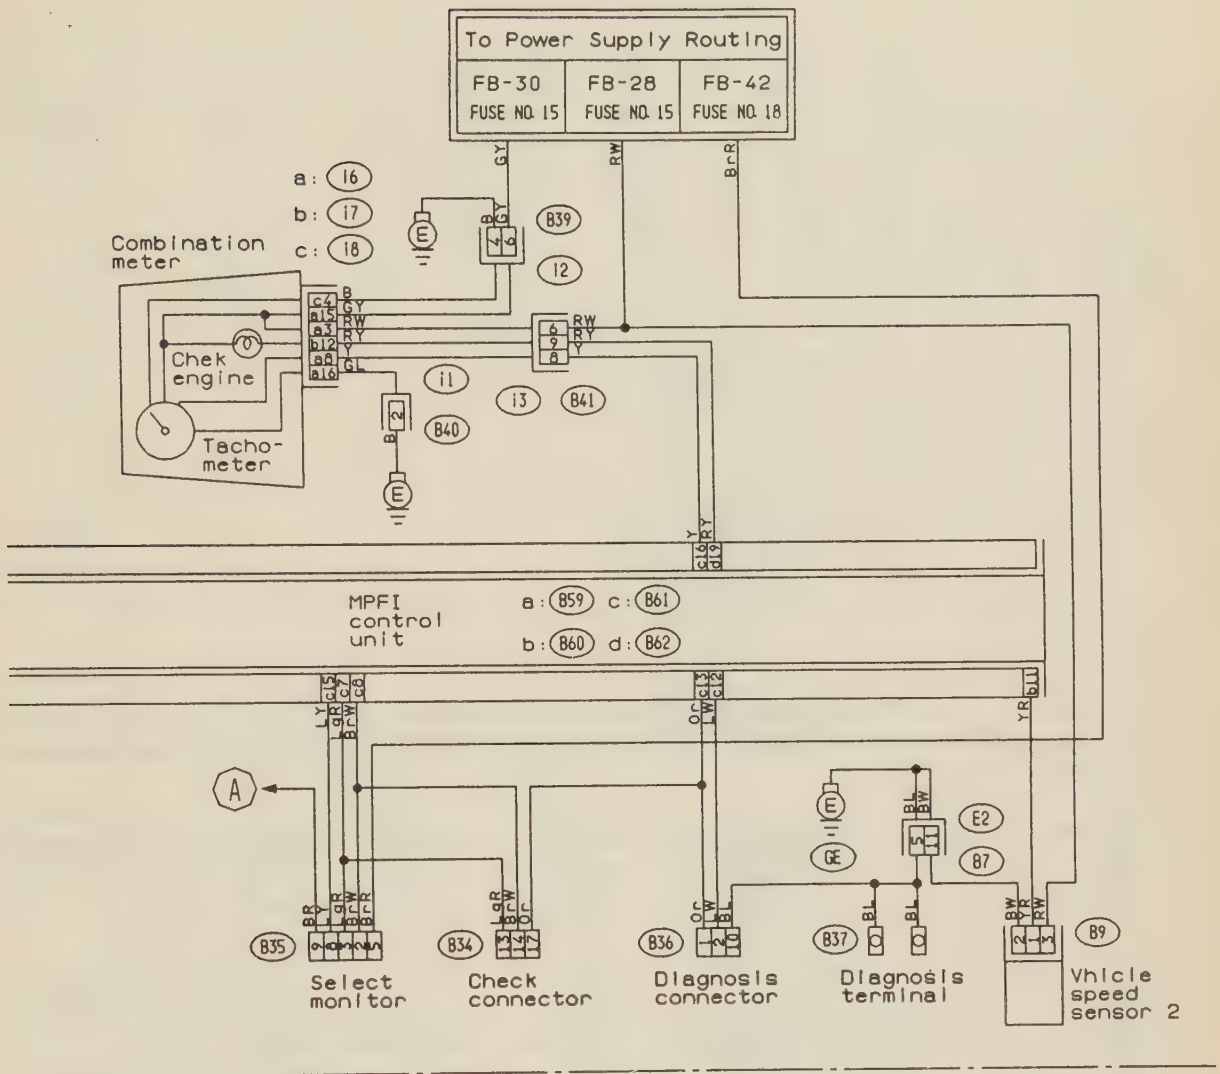 To Power Supply Routing
FB-30 FB-28 FB-42
FUSE NO. 15 FUSE NO. 15 FUSE NO. 18
GY RW BrR
a: i6
b: i7
c: i8
E
B GY
4 6
B39
i2
Combination
meter
c4 B
a15 GY
a3 RW
b12 RY
a8 Y
a16 GL
6 RW
9 RY
8 Y
Chek
engine
i1
i3 B41
2
B40
B
Tacho-
meter
E
Y RY
c16 d19
MPFI
control
unit
a: B59 c: B61
b: B60 d: B62
c15 c7 c8
c13 c12
b11
LY LgR BrW
Or LW
YR
A
E
BL BW
5 11
E2
GE
B7
BR Y LgR BrW BrR
LgR BrW Or
Or LW BL
BL BL
BW YR RW
B35 9 8 3 2 5
B34 13 14 17
B36 1 2 10
B37
2 1 3 B9
Select
monitor
Check
connector
Diagnosis
connector
Diagnosis
terminal
Vhicle
speed
sensor 2